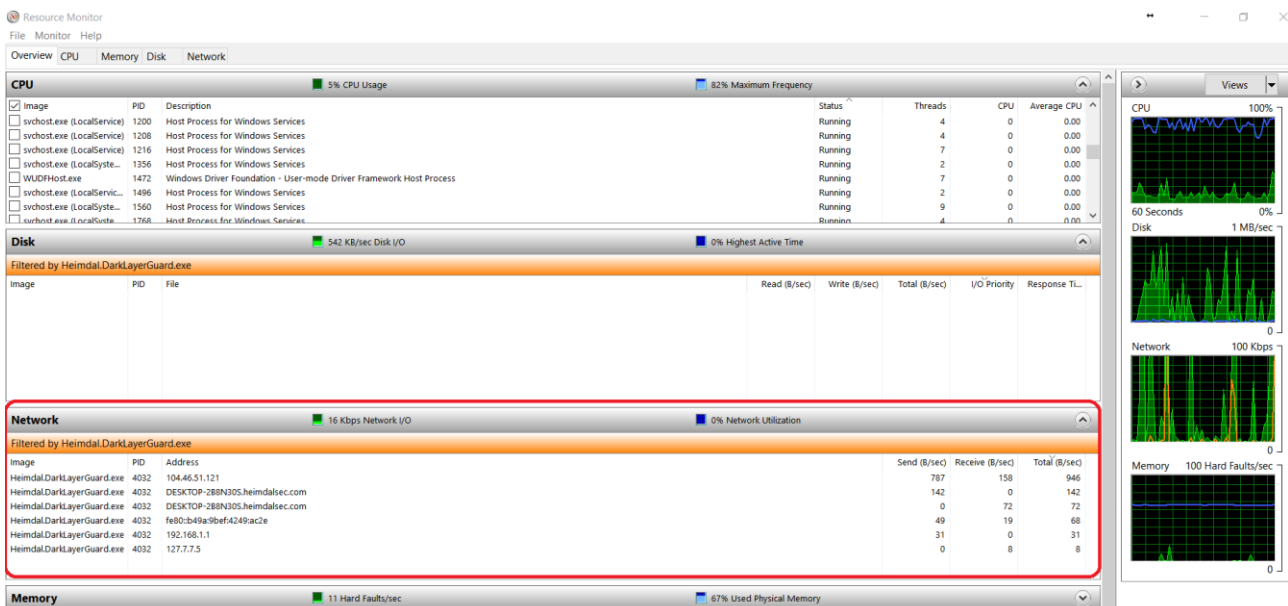 Resource Monitor
File Monitor Help
Overview CPU Memory Disk Network
CPU 5% CPU Usage 82% Maximum Frequency
Image PID Description Status Threads CPU Average CPU
svchost.exe (LocalService) 1200 Host Process for Windows Services Running 4 0 0.00
svchost.exe (LocalService) 1208 Host Process for Windows Services Running 4 0 0.00
svchost.exe (LocalService) 1216 Host Process for Windows Services Running 7 0 0.00
svchost.exe (LocalSyste... 1356 Host Process for Windows Services Running 2 0 0.00
WUDFHost.exe 1472 Windows Driver Foundation - User-mode Driver Framework Host Process Running 7 0 0.00
svchost.exe (LocalServic... 1496 Host Process for Windows Services Running 2 0 0.00
svchost.exe (LocalSyste... 1560 Host Process for Windows Services Running 9 0 0.00
svchost.exe (LocalSyste... 1768 Host Process for Windows Services Running 4 0 0.00
Disk 542 KB/sec Disk I/O 0% Highest Active Time
Filtered by Heimdal.DarkLayerGuard.exe
Image PID File Read (B/sec) Write (B/sec) Total (B/sec) I/O Priority Response Ti...
Network 16 Kbps Network I/O 0% Network Utilization
Filtered by Heimdal.DarkLayerGuard.exe
Image PID Address Send (B/sec) Receive (B/sec) Total (B/sec)
Heimdal.DarkLayerGuard.exe 4032 104.46.51.121 787 158 946
Heimdal.DarkLayerGuard.exe 4032 DESKTOP-2B8N30S.heimdalsec.com 142 0 142
Heimdal.DarkLayerGuard.exe 4032 DESKTOP-2B8N30S.heimdalsec.com 0 72 72
Heimdal.DarkLayerGuard.exe 4032 fe80::b49a:9bef:4249:ac2e 49 19 68
Heimdal.DarkLayerGuard.exe 4032 192.168.1.1 31 0 31
Heimdal.DarkLayerGuard.exe 4032 127.7.7.5 0 8 8
Memory 11 Hard Faults/sec 67% Used Physical Memory
Views
CPU 100%
60 Seconds 0%
Disk 1 MB/sec
0
Network 100 Kbps
0
Memory 100 Hard Faults/sec
0